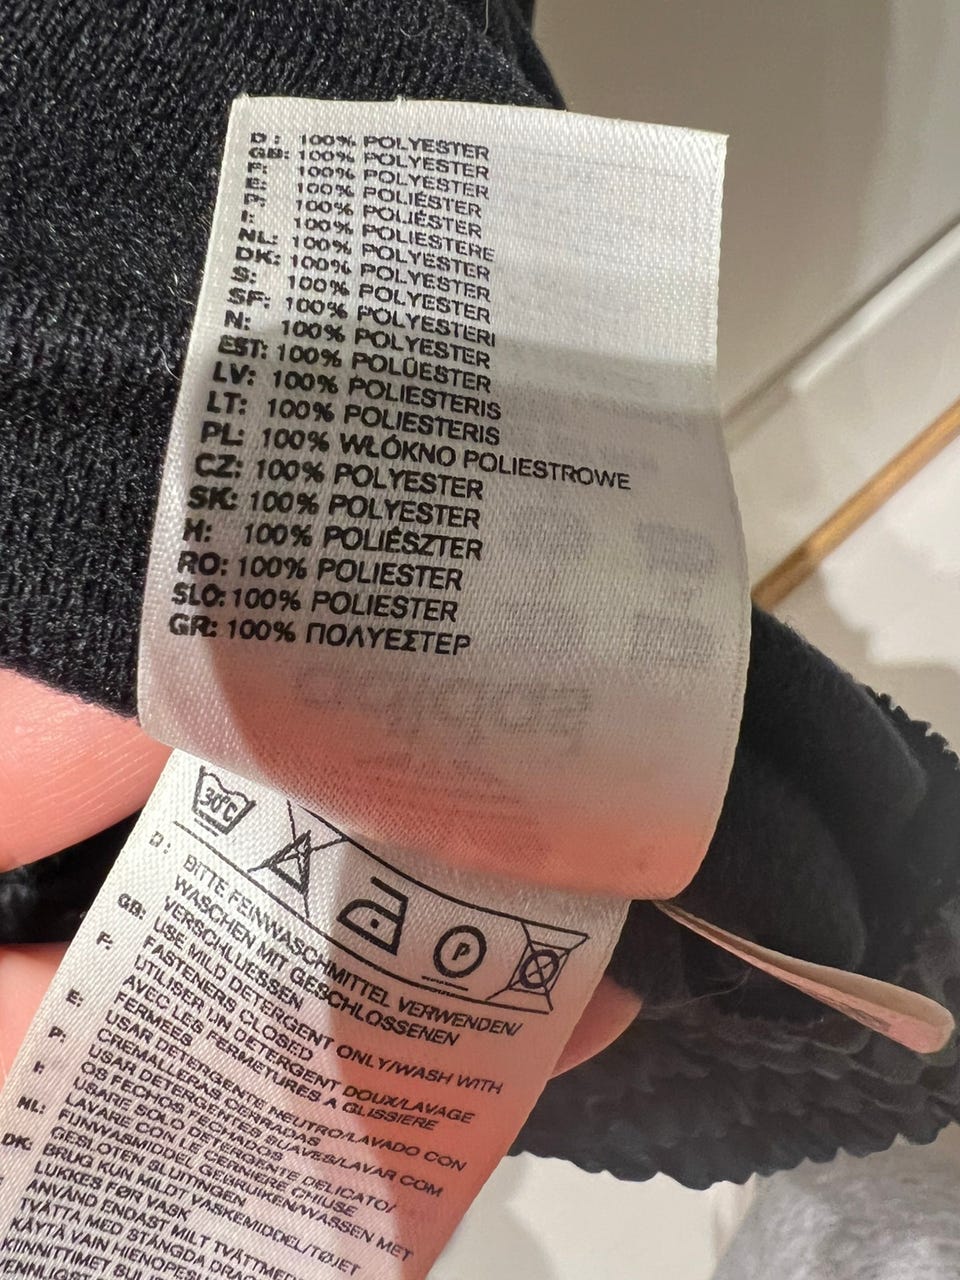 D: 100% POLYESTER
GB: 100% POLYESTER
F: 100% POLYESTER
E: 100% POLIÉSTER
P: 100% POLIÉSTER
I: 100% POLIESTERE
NL: 100% POLYESTER
DK: 100% POLYESTER
S: 100% POLYESTER
SF: 100% POLYESTERI
N: 100% POLYESTER
EST: 100% POLÜESTER
LV: 100% POLIESTERIS
LT: 100% POLIESTERIS
PL: 100% WŁÓKNO POLIESTROWE
CZ: 100% POLYESTER
SK: 100% POLYESTER
H: 100% POLIÉSZTER
RO: 100% POLIESTER
SLO: 100% POLIESTER
GR: 100% ΠΟΛΥΕΣΤΕΡ
30°C
P
D: BITTE FEINWASCHMITTEL VERWENDEN/
WASCHEN MIT GESCHLOSSENEN
VERSCHLUESSEN
GB: USE MILD DETERGENT ONLY/WASH WITH
FASTENERS CLOSED
F: UTILISER UN DETERGENT DOUX/LAVAGE
AVEC LES FERMETURES A GLISSIERE
FERMEES
E: USAR DETERGENTE NEUTRO/LAVADO CON
CREMALLERAS CERRADAS
P: USAR DETERGENTES SUAVES/LAVAR COM
OS FECHOS FECHADOS
I: USARE SOLO DETERGENTE DELICATO/
LAVARE CON LE CERNIERE CHIUSE
NL: FIJNWASMIDDEL GEBRUIKEN/WASSEN MET
GESLOTEN SLUITINGEN
DK: BRUG KUN MILDT VASKEMIDDEL/TØJET
LUKKES FØR VASK
ANVÄND ENDAST MILT TVÄTTMEDEL
TVÄTTA MED STÄNGDA
KÄYTÄ VAIN
KIINNITTIMET